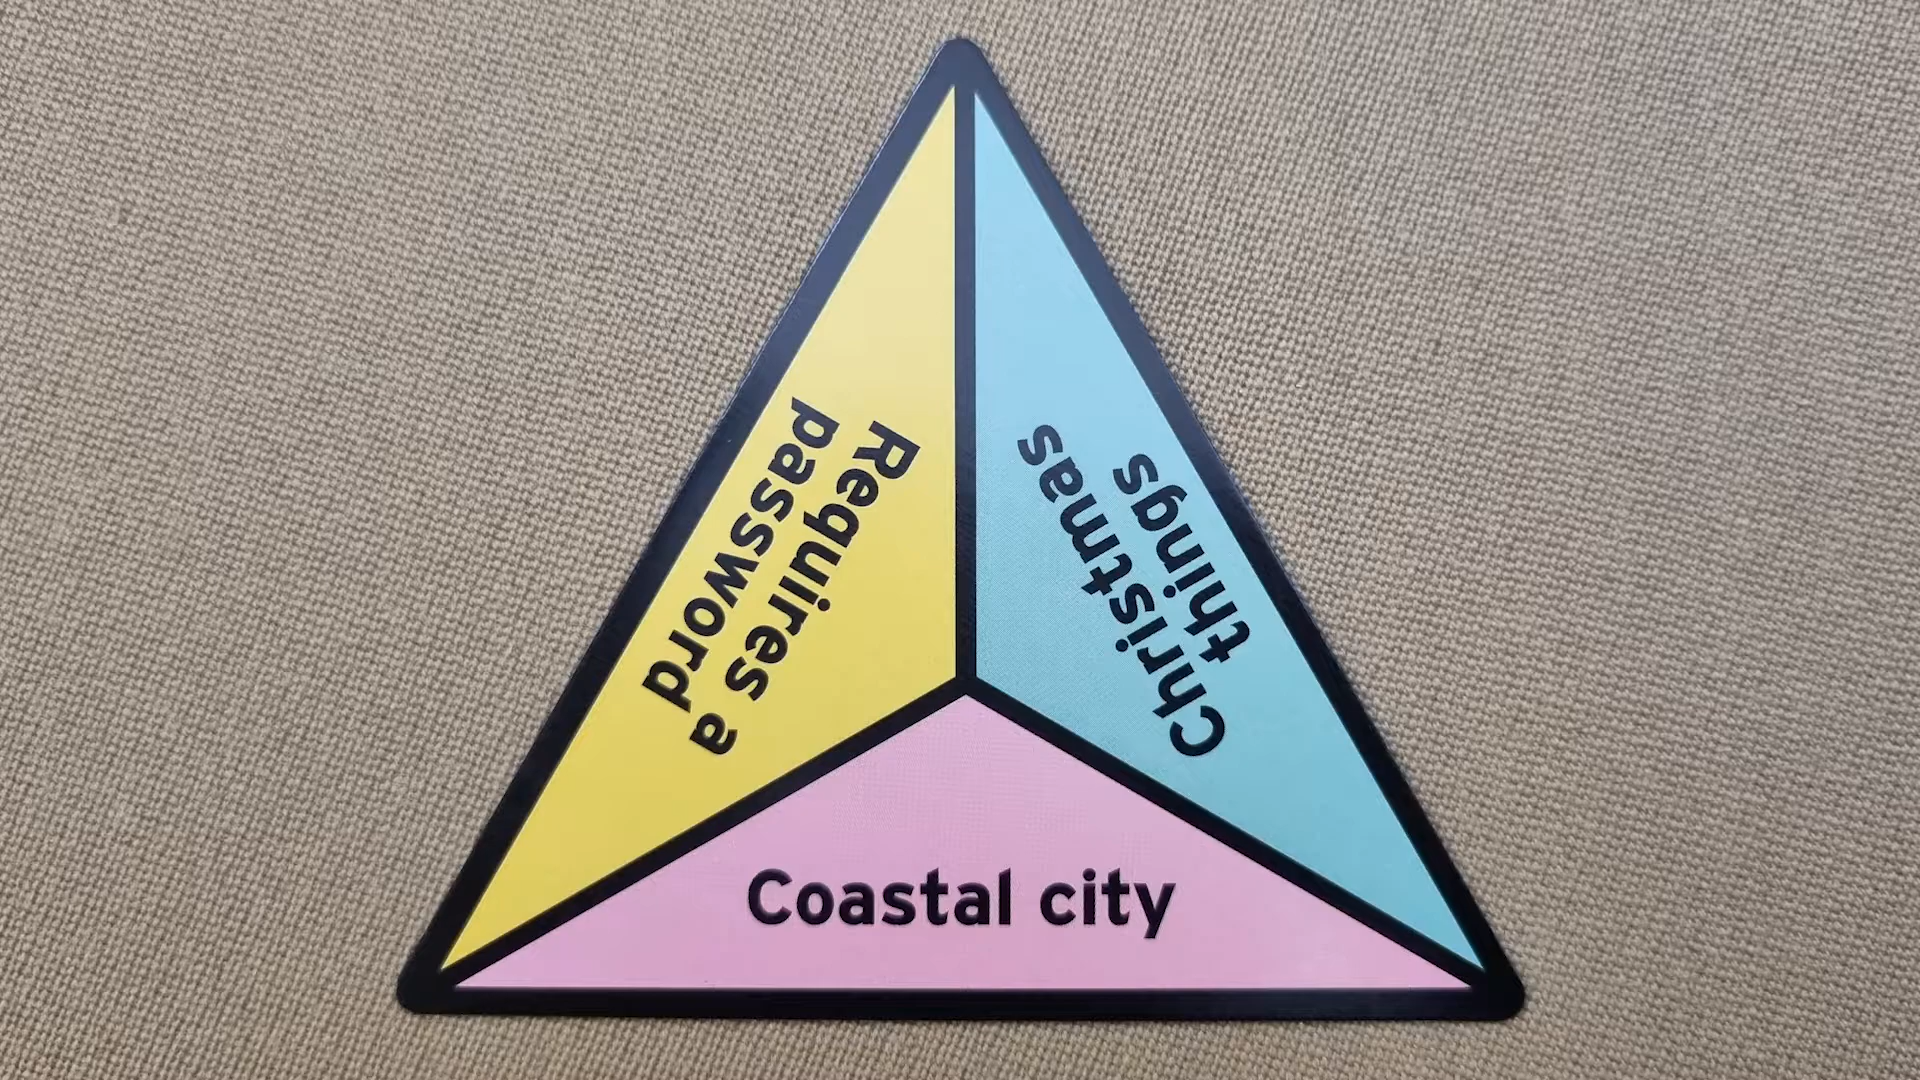 Requires a
password
Christmas
things
Coastal city